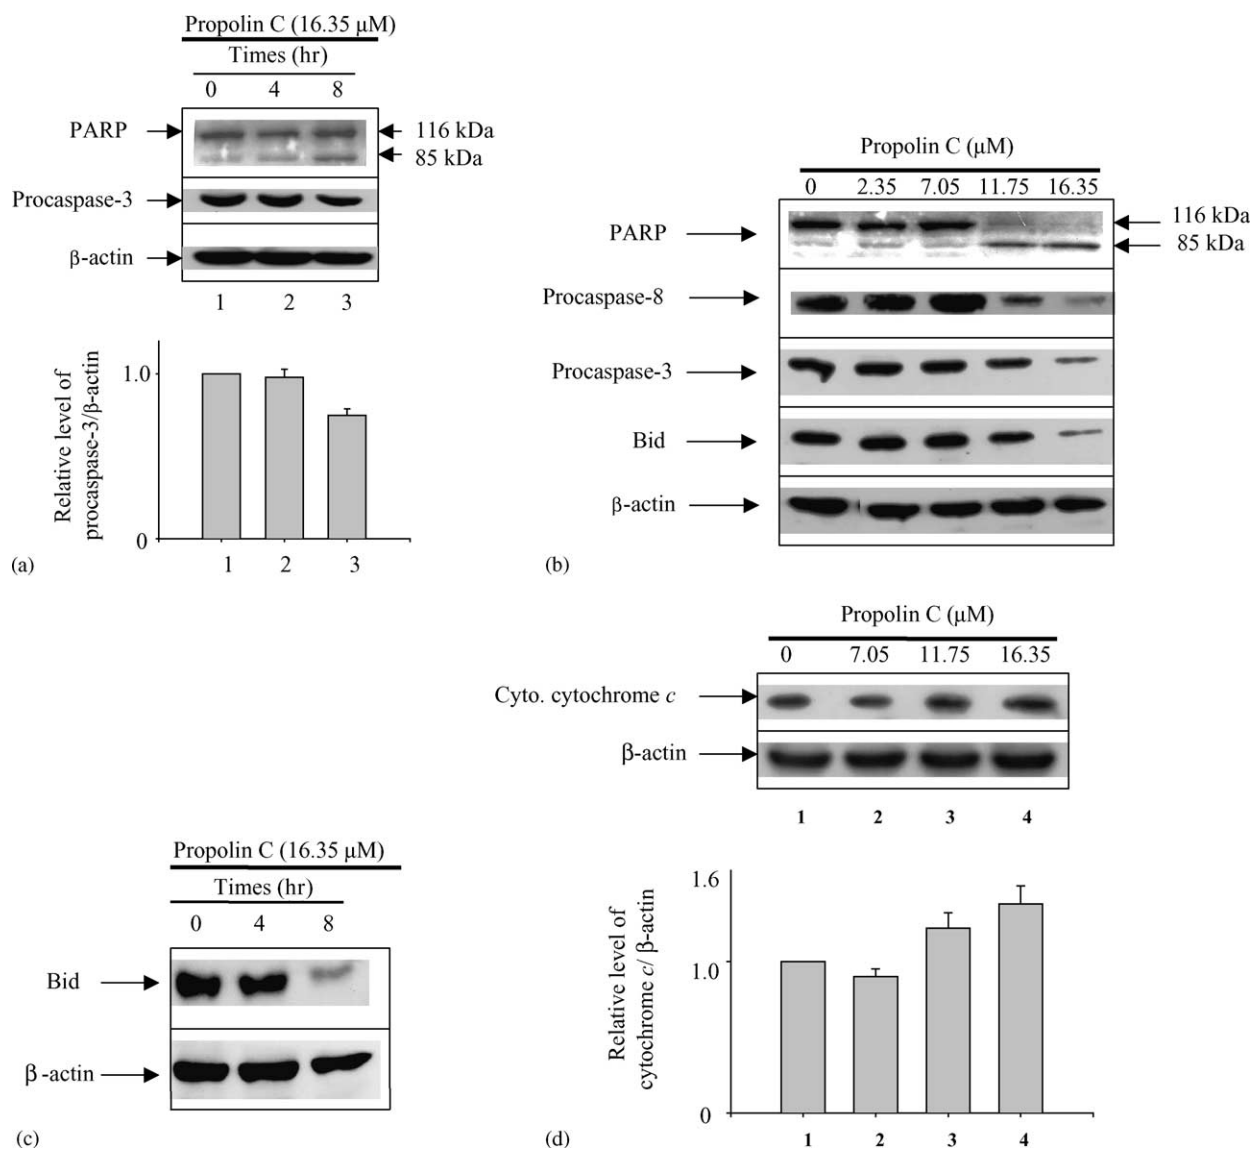 Propolin C (16.35 μM)
Times (hr)
0 4 8
PARP
116 kDa
85 kDa
Procaspase-3
β-actin
1 2 3
Relative level of
procaspase-3/β-actin
1.0
0
1 2 3
(a)
Propolin C (μM)
0 2.35 7.05 11.75 16.35
PARP
116 kDa
85 kDa
Procaspase-8
Procaspase-3
Bid
β-actin
(b)
Propolin C (16.35 μM)
Times (hr)
0 4 8
Bid
β -actin
(c)
Propolin C (μM)
0 7.05 11.75 16.35
Cyto. cytochrome c
β-actin
1 2 3 4
Relative level of
cytochrome c/ β-actin
1.6
1.0
0
1 2 3 4
(d)